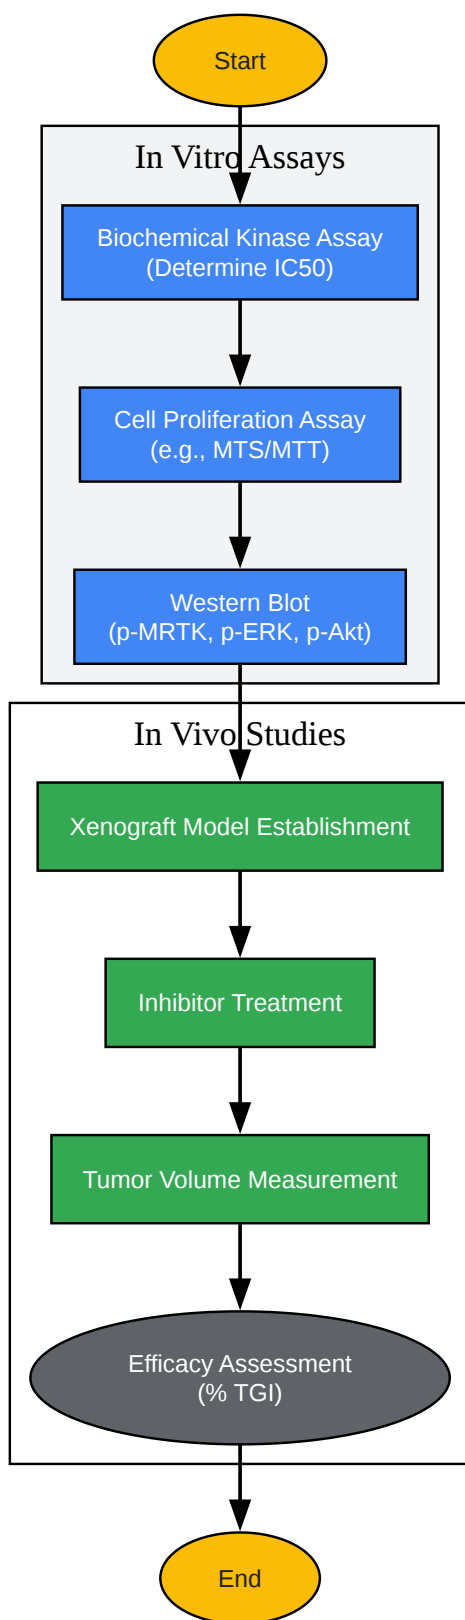 Start
In Vitro Assays
Biochemical Kinase Assay
(Determine IC50)
Cell Proliferation Assay
(e.g., MTS/MTT)
Western Blot
(p-MRTK, p-ERK, p-Akt)
In Vivo Studies
Xenograft Model Establishment
Inhibitor Treatment
Tumor Volume Measurement
Efficacy Assessment
(% TGI)
End